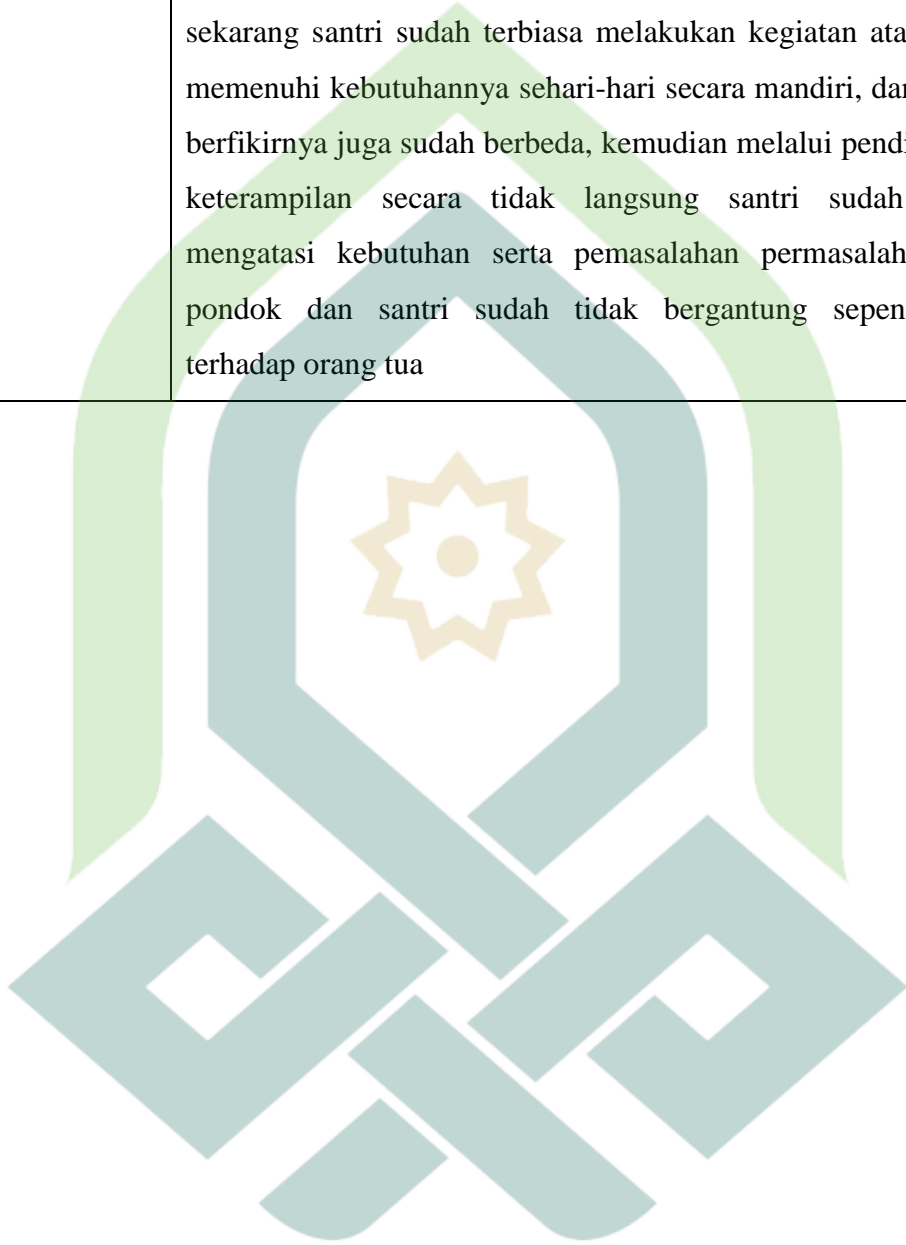 sekarang santri sudah terbiasa melakukan kegiatan ata
memenuhi kebutuhannya sehari-hari secara mandiri, dan
berfikirnya juga sudah berbeda, kemudian melalui pendi
keterampilan secara tidak langsung santri sudah
mengatasi kebutuhan serta pemasalahan permasalah
pondok dan santri sudah tidak bergantung sepen
terhadap orang tua